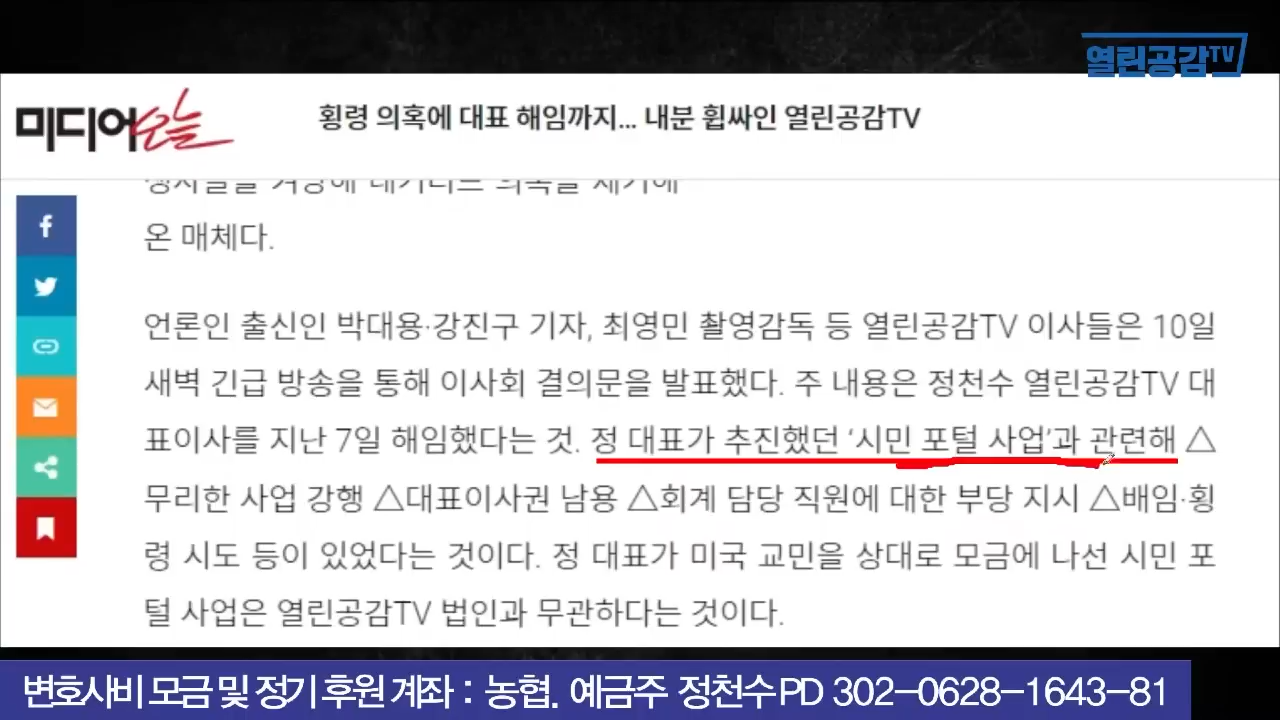 열린공감TV
미디어오늘
횡령 의혹에 대표 해임까지... 내분 휩싸인 열린공감TV
온 매체다.
언론인 출신인 박대용·강진구 기자, 최영민 촬영감독 등 열린공감TV 이사들은 10일
새벽 긴급 방송을 통해 이사회 결의문을 발표했다. 주 내용은 정천수 열린공감TV 대
표이사를 지난 7일 해임했다는 것. 정 대표가 추진했던 ‘시민 포털 사업’과 관련해 △
무리한 사업 강행 △대표이사권 남용 △회계 담당 직원에 대한 부당 지시 △배임·횡
령 시도 등이 있었다는 것이다. 정 대표가 미국 교민을 상대로 모금에 나선 시민 포
털 사업은 열린공감TV 법인과 무관하다는 것이다.
변호사비 모금 및 정기 후원 계좌 : 농협. 예금주 정천수PD 302-0628-1643-81